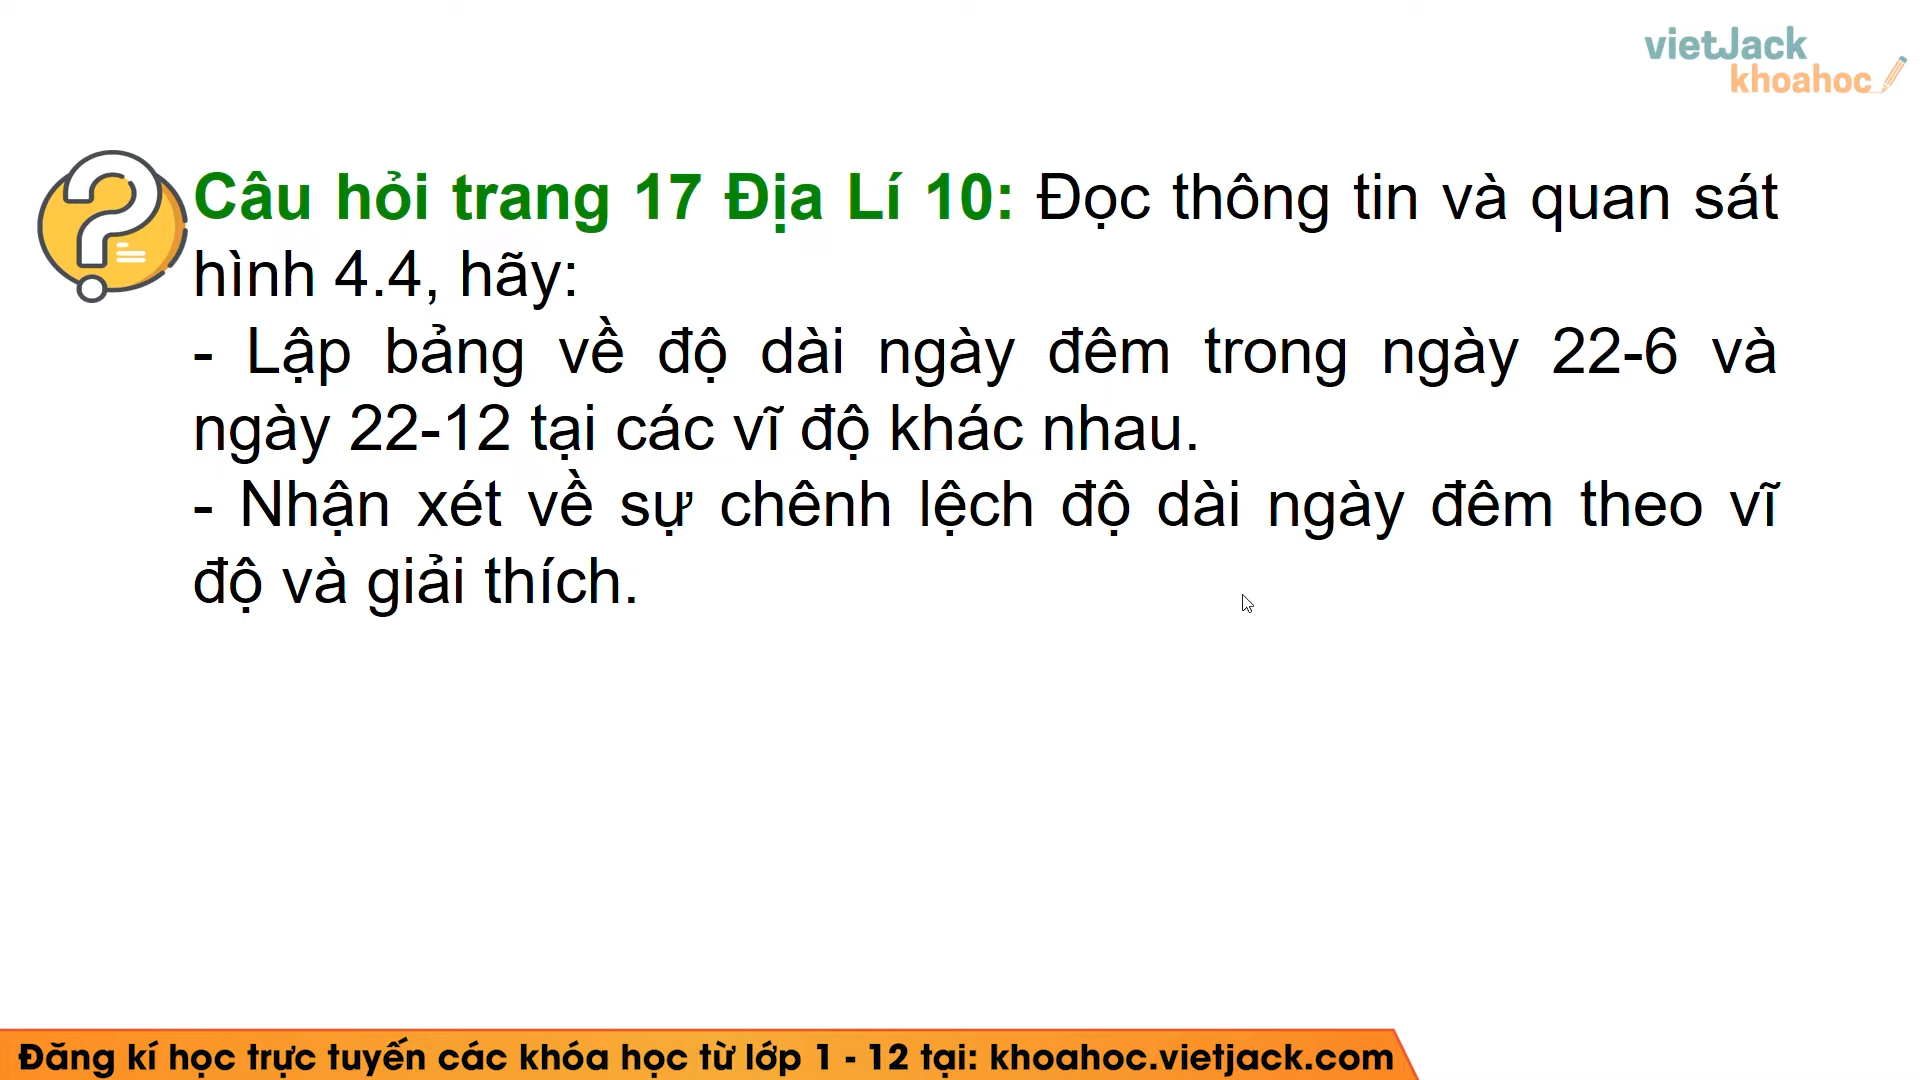 vietJack
khoahoc
Câu hỏi trang 17 Địa Lí 10: Đọc thông tin và quan sát
hình 4.4, hãy:
- Lập bảng về độ dài ngày đêm trong ngày 22-6 và
ngày 22-12 tại các vĩ độ khác nhau.
- Nhận xét về sự chênh lệch độ dài ngày đêm theo vĩ
độ và giải thích.
Đăng kí học trực tuyến các khóa học từ lớp 1 - 12 tại: khoahoc.vietjack.com